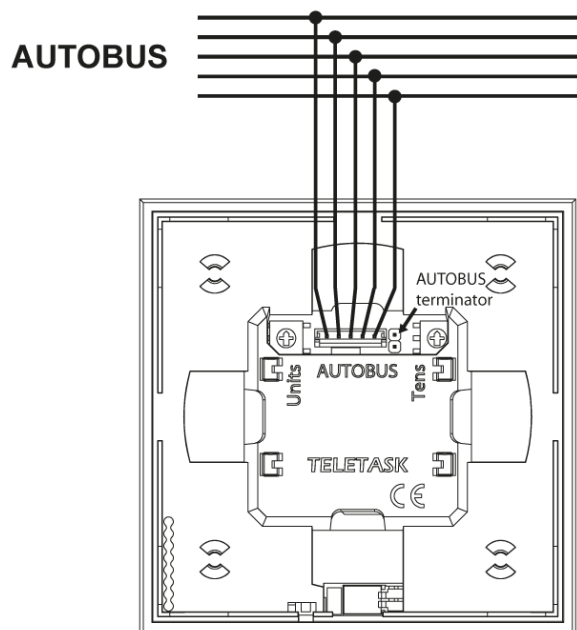 AUTOBUS
AUTOBUS
terminator
Units
AUTOBUS
Tens
TELETASK
CE